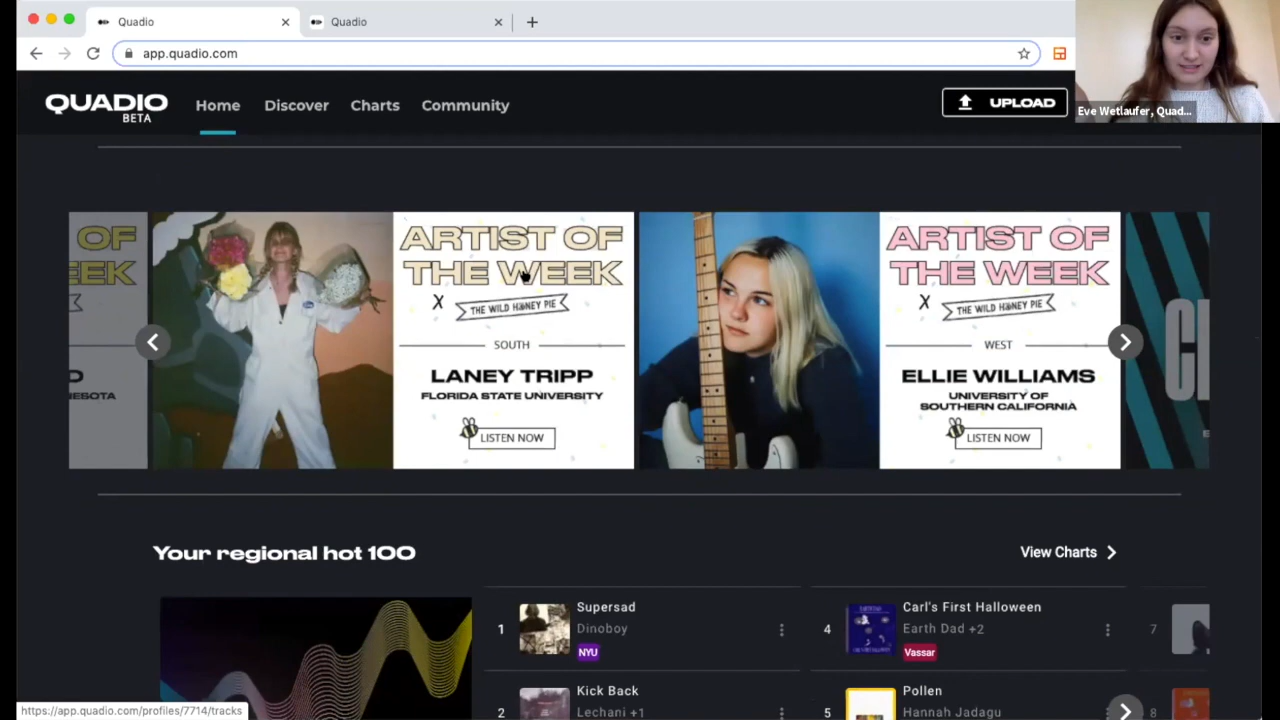 Quadio
Quadio
app.quadio.com
QUADIO
BETA
Home
Discover
Charts
Community
UPLOAD
Eve Wetlaufer, Quad...
OF
EEK
NESOTA
ARTIST OF
THE WEEK
X THE WILD HONEY PIE
SOUTH
LANEY TRIPP
FLORIDA STATE UNIVERSITY
LISTEN NOW
ARTIST OF
THE WEEK
X THE WILD HONEY PIE
WEST
ELLIE WILLIAMS
UNIVERSITY OF
SOUTHERN CALIFORNIA
LISTEN NOW
Your regional hot 100
View Charts
1
Supersad
Dinoboy
NYU
4
Carl's First Halloween
Earth Dad +2
Vassar
7
2
Kick Back
Lechani +1
5
Pollen
Hannah Jadagu
8
https://app.quadio.com/profiles/7714/tracks